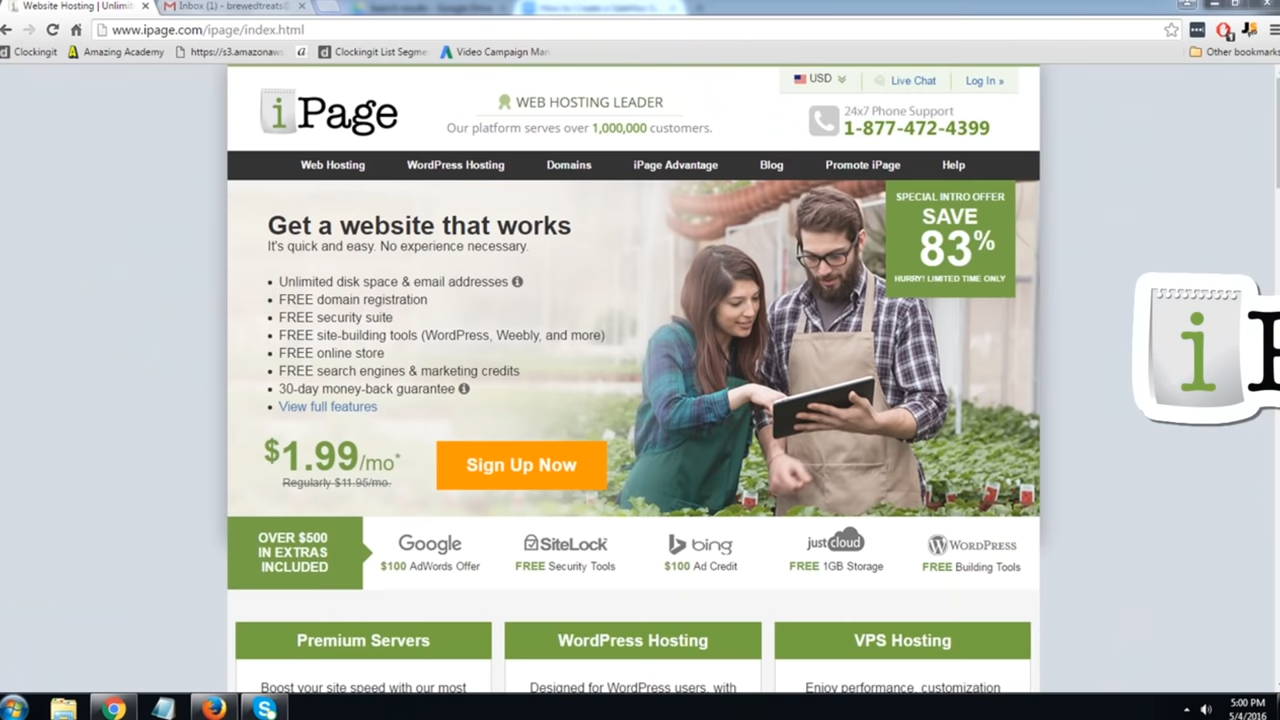 Website Hosting | Unlimit
Inbox (1) - brewedtreats@
Search results - Google Drive
www.ipage.com/ipage/index.html
Clockingit
Amazing Academy
https://s3.amazonaws
a
Clockingit List Segme
Video Campaign Man
Other bookmarks
USD
Live Chat
Log In »
iPage
WEB HOSTING LEADER
Our platform serves over 1,000,000 customers.
24x7 Phone Support
1-877-472-4399
Web Hosting
WordPress Hosting
Domains
iPage Advantage
Blog
Promote iPage
Help
Get a website that works
It's quick and easy. No experience necessary.
• Unlimited disk space & email addresses
• FREE domain registration
• FREE security suite
• FREE site-building tools (WordPress, Weebly, and more)
• FREE online store
• FREE search engines & marketing credits
• 30-day money-back guarantee
• View full features
$1.99/mo*
Regularly $11.95/mo.
Sign Up Now
SPECIAL INTRO OFFER
SAVE
83%
HURRY! LIMITED TIME ONLY
i
OVER $500
IN EXTRAS
INCLUDED
Google
$100 AdWords Offer
SiteLock
FREE Security Tools
bing
$100 Ad Credit
justcloud
FREE 1GB Storage
WORDPRESS
FREE Building Tools
Premium Servers
WordPress Hosting
VPS Hosting
Boost your site speed with our most
Designed for WordPress users, with
Enjoy performance, customization
5:00 PM
5/4/2016